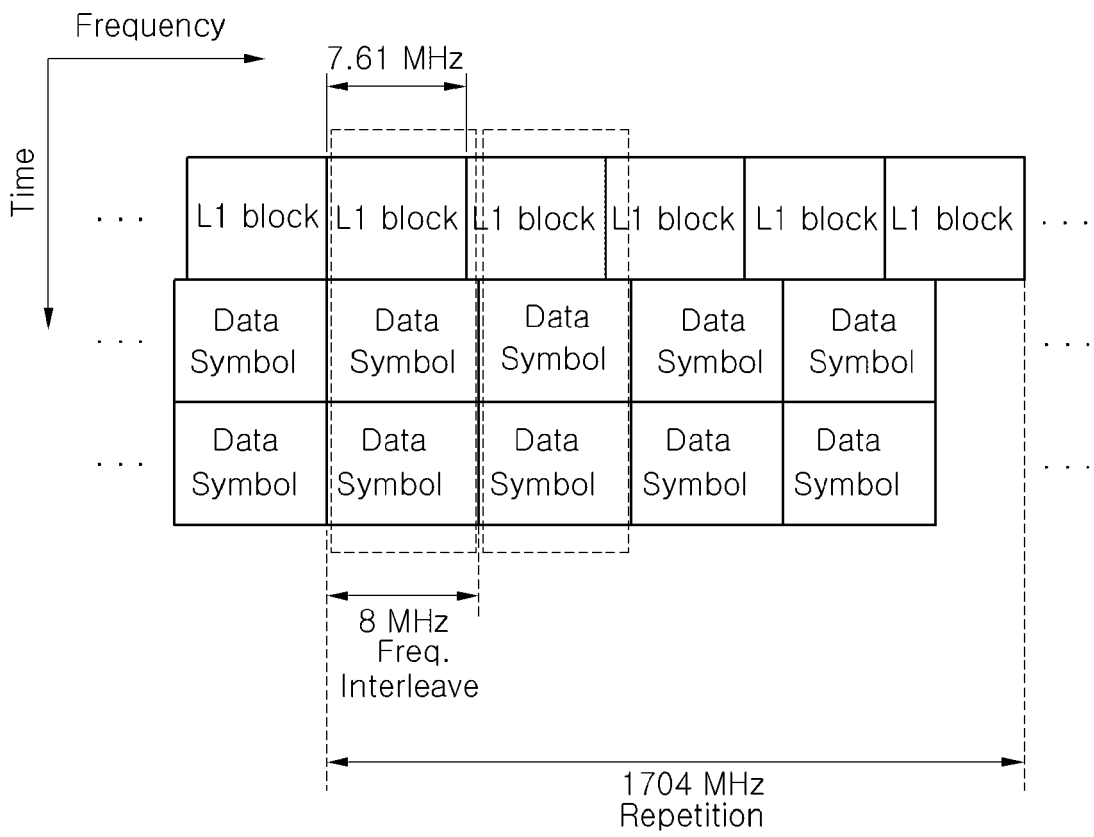 Frequency
7.61 MHz
Time
. . . L1 block L1 block L1 block L1 block L1 block L1 block . . .
. . . Data Symbol Data Symbol Data Symbol Data Symbol Data Symbol . . .
. . . Data Symbol Data Symbol Data Symbol Data Symbol Data Symbol . . .
8 MHz
Freq.
Interleave
1704 MHz
Repetition